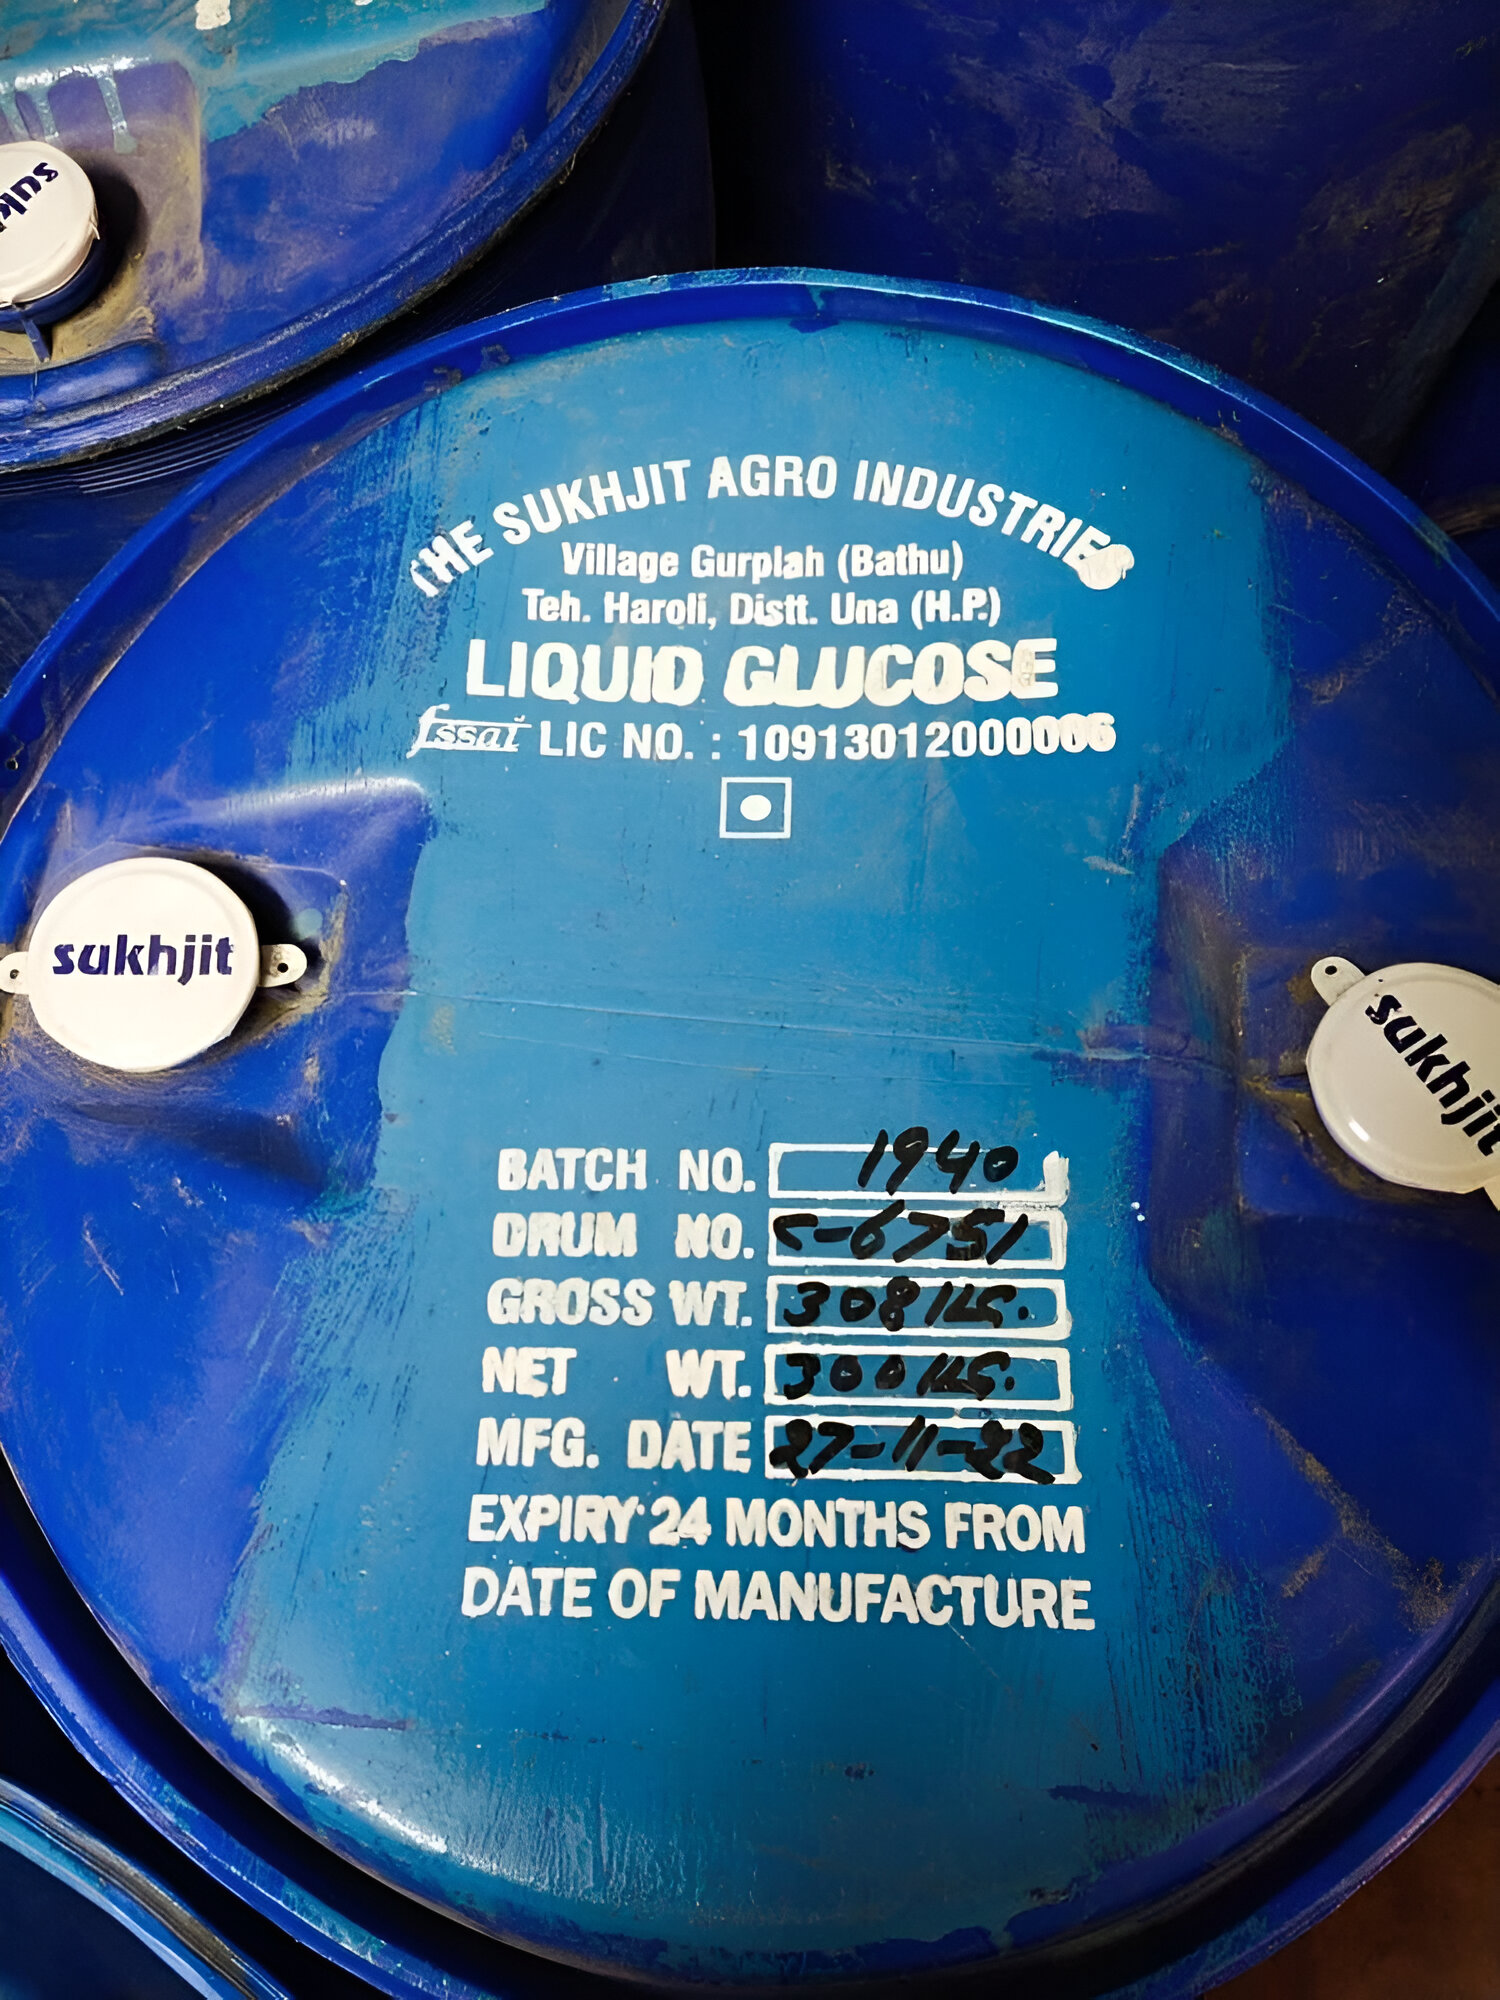 THE SUKHJIT AGRO INDUSTRIES
Village Gurplah (Bathu)
Teh. Haroli, Distt. Una (H.P.)
LIQUID GLUCOSE
fssai LIC NO. : 10913012000006
sukhjit
sukhjit
BATCH NO. 1940
DRUM NO. C-6751
GROSS WT. 308 KG.
NET WT. 300 KG.
MFG. DATE 27-11-22
EXPIRY 24 MONTHS FROM
DATE OF MANUFACTURE